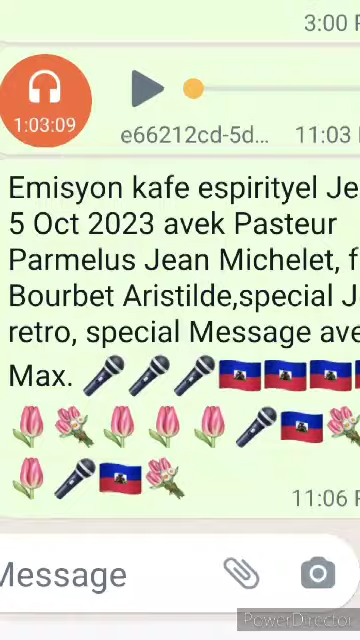 3:00
1:03:09
e66212cd-5d... 11:03
Emisyon kafe espirityel Je
5 Oct 2023 avek Pasteur
Parmelus Jean Michelet, f
Bourbet Aristilde,special J
retro, special Message ave
Max. 🎤🎤🎤🇭🇹🇭🇹🇭🇹
🌷💐🌷🌷🌷🎤🇭🇹💐
🌷🎤🇭🇹💐
11:06
Message
PowerDirector